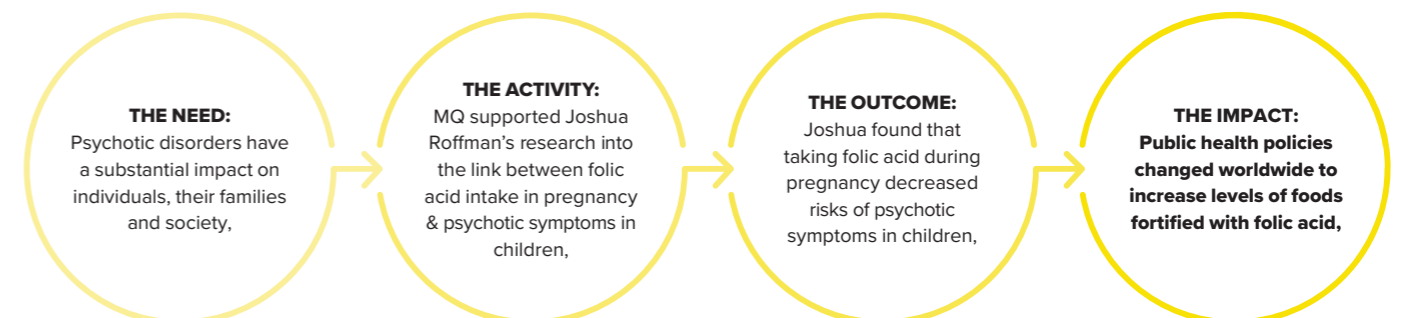 THE NEED:
Psychotic disorders have
a substantial impact on
individuals, their families
and society,
THE ACTIVITY:
MQ supported Joshua
Roffman’s research into
the link between folic
acid intake in pregnancy
& psychotic symptoms in
children,
THE OUTCOME:
Joshua found that
taking folic acid during
pregnancy decreased
risks of psychotic
symptoms in children,
THE IMPACT:
Public health policies
changed worldwide to
increase levels of foods
fortified with folic acid,